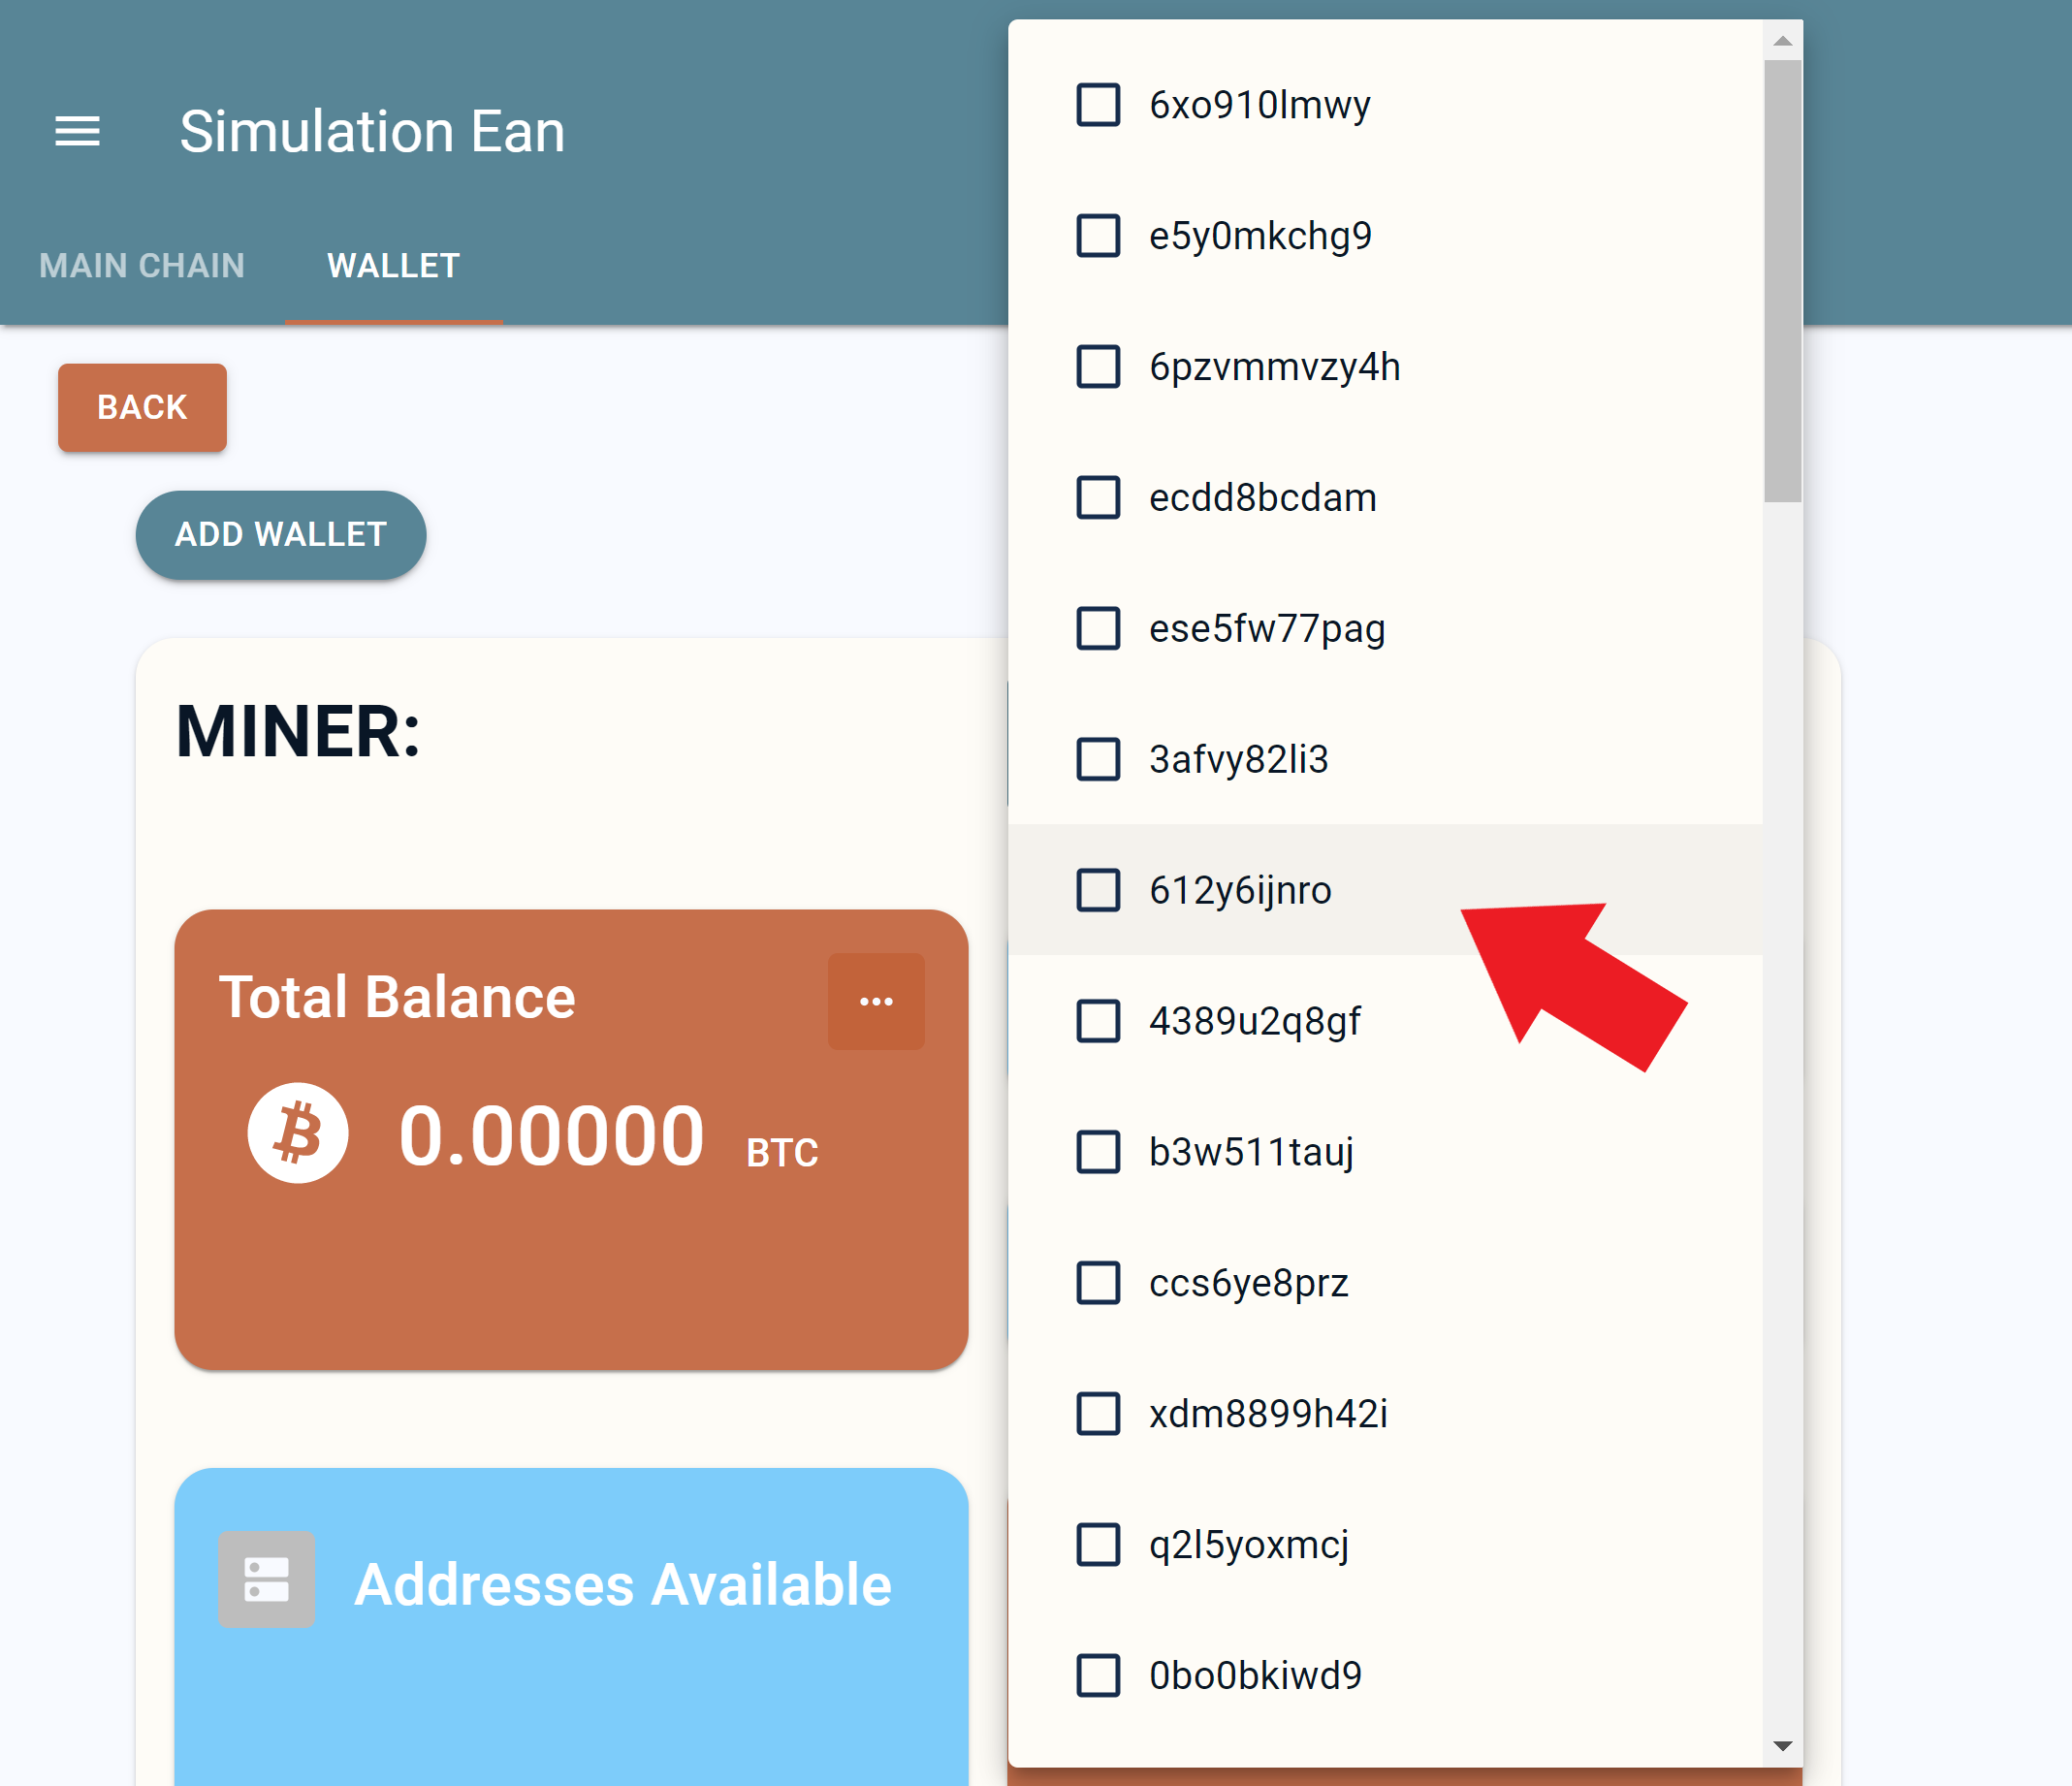 Simulation Ean
MAIN CHAIN
WALLET
BACK
ADD WALLET
MINER:
Total Balance
0.00000 BTC
Addresses Available
6xo910lmwy
e5y0mkchg9
6pzvmmvzy4h
ecdd8bcdam
ese5fw77pag
3afvy82li3
612y6ijnro
4389u2q8gf
b3w511tauj
ccs6ye8prz
xdm8899h42i
q2l5yoxmcj
0bo0bkiwd9